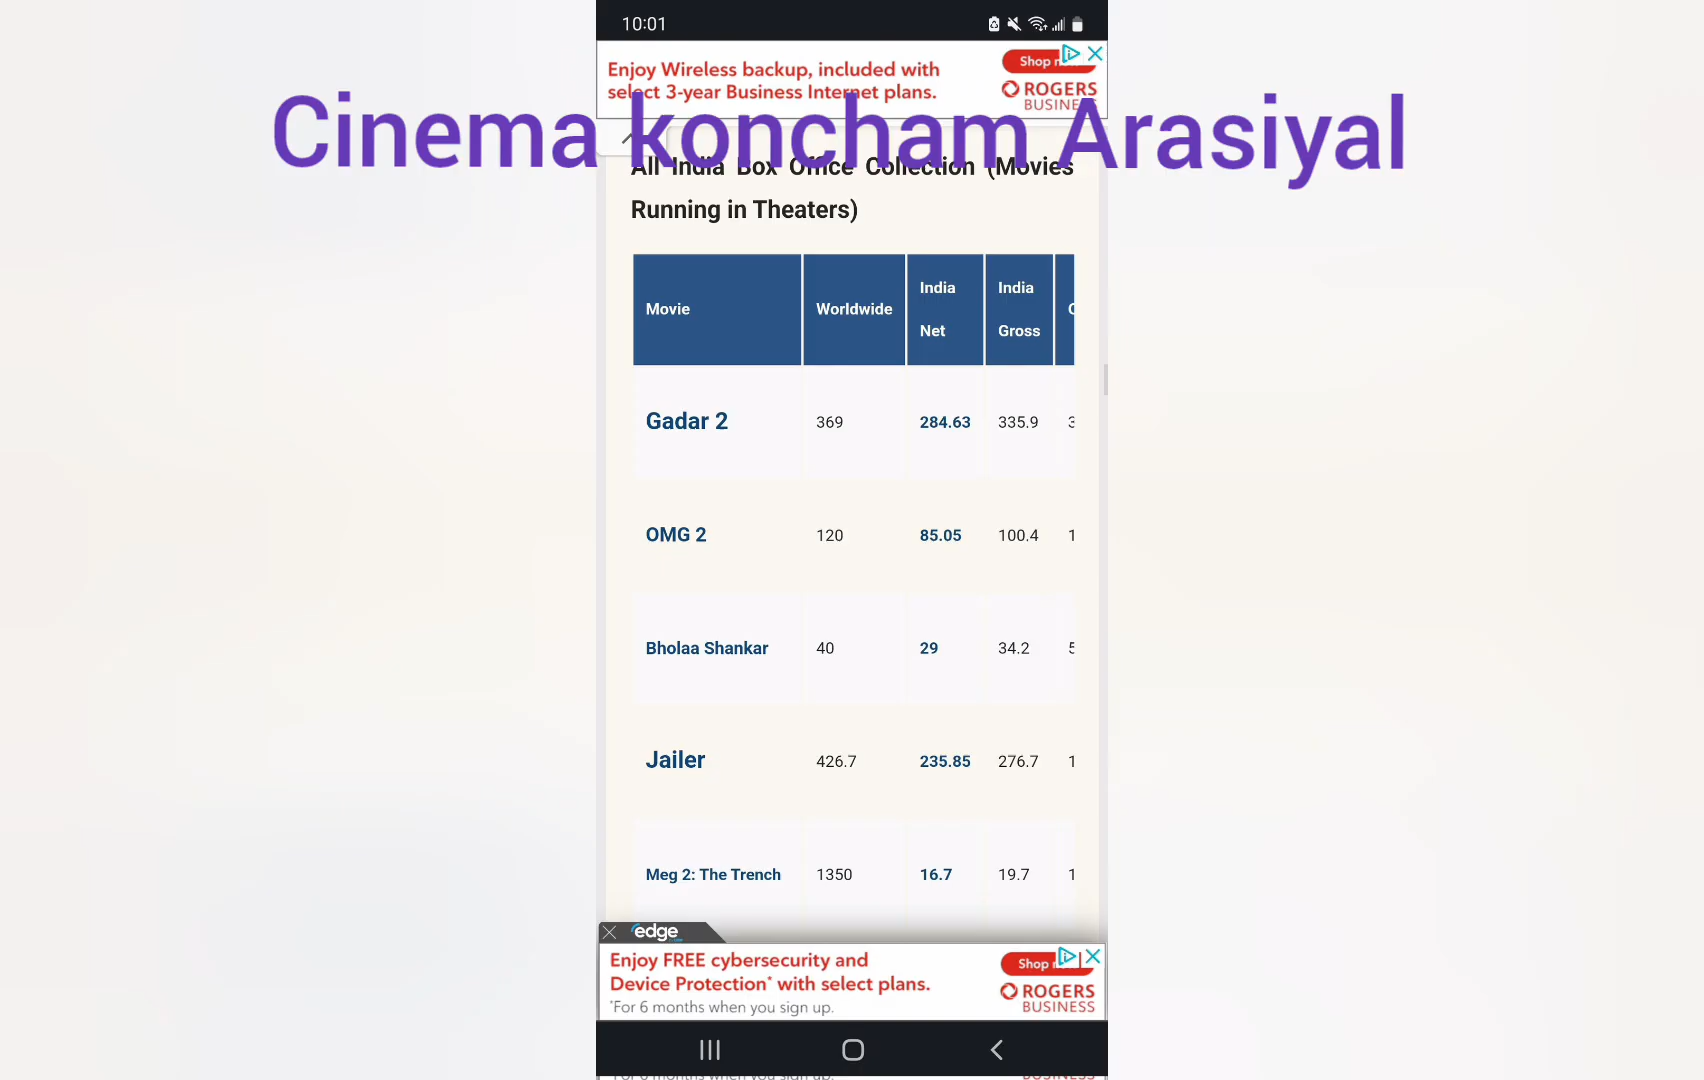 10:01
Enjoy Wireless backup, included with
select 3-year Business Internet plans.
Shop
ROGERS
BUSINESS
Cinema koncham Arasiyal
All India Box Office Collection (Movies
Running in Theaters)
Movie Worldwide India Net India Gross
Gadar 2 369 284.63 335.9
OMG 2 120 85.05 100.4
Bholaa Shankar 40 29 34.2
Jailer 426.7 235.85 276.7
Meg 2: The Trench 1350 16.7 19.7
edge
Enjoy FREE cybersecurity and
Device Protection* with select plans.
*For 6 months when you sign up.
Shop
ROGERS
BUSINESS